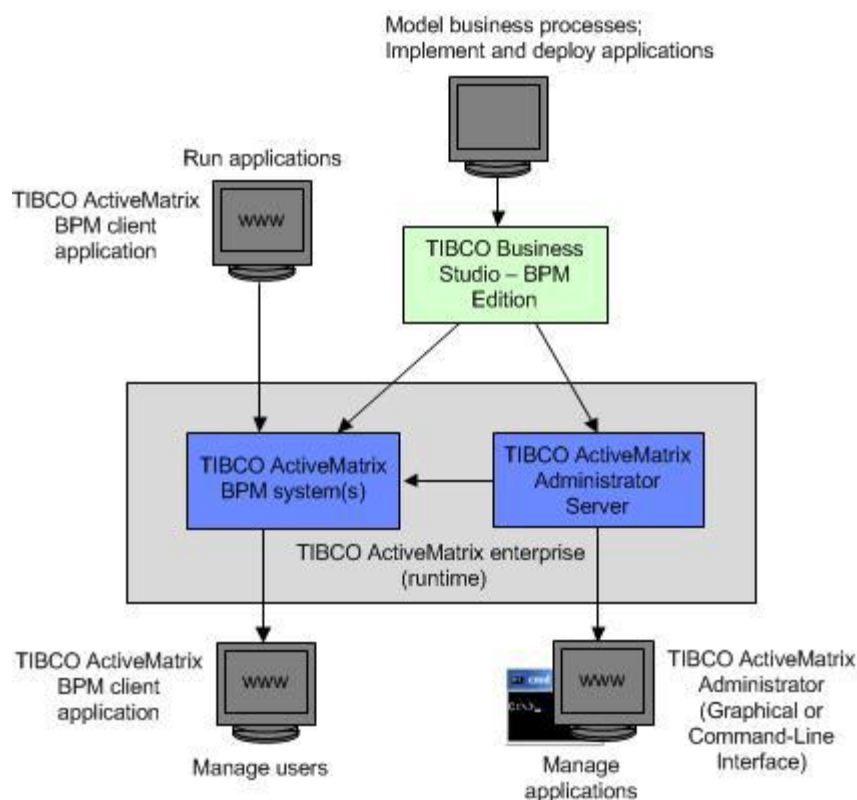 Model business processes;
Implement and deploy applications
Run applications
TIBCO ActiveMatrix
BPM client
application
WWW
TIBCO Business
Studio – BPM
Edition
TIBCO ActiveMatrix
BPM system(s)
TIBCO ActiveMatrix
Administrator
Server
TIBCO ActiveMatrix enterprise
(runtime)
TIBCO ActiveMatrix
BPM client
application
WWW
Manage users
cmd
C:\>_
WWW
Manage
applications
TIBCO ActiveMatrix
Administrator
(Graphical or
Command-Line
Interface)